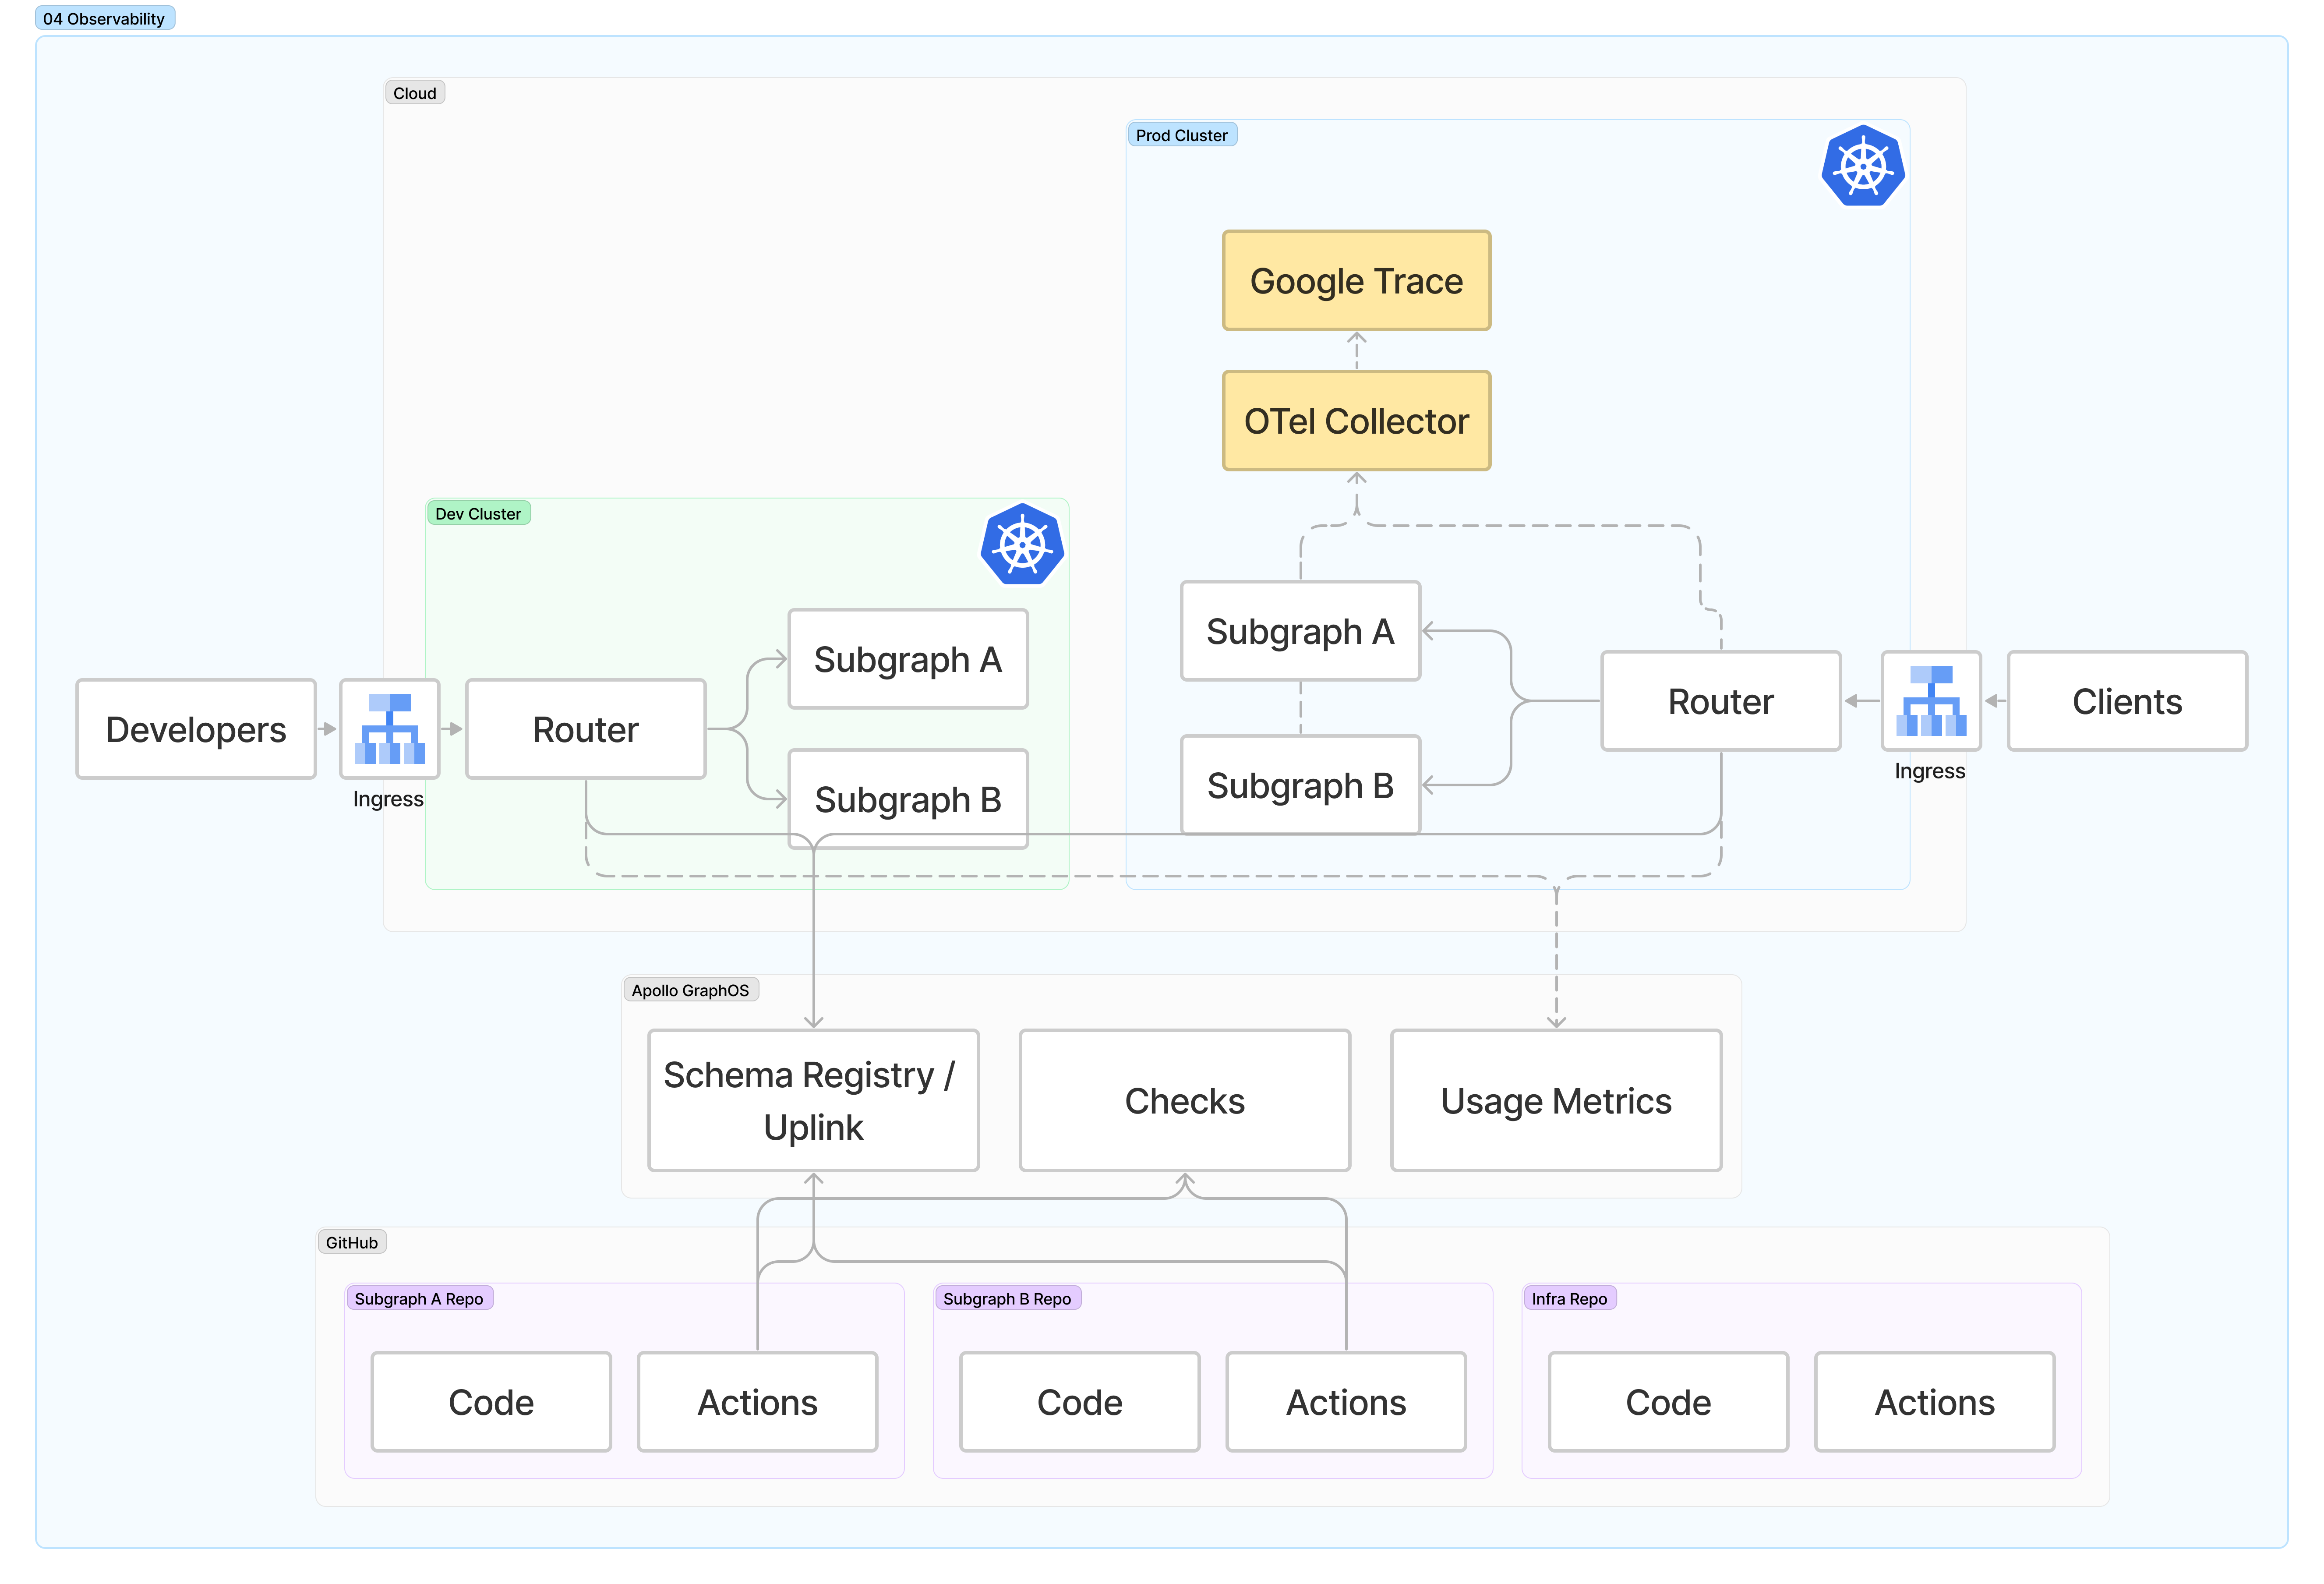 04 Observability
Cloud
Prod Cluster
Google Trace
OTel Collector
Dev Cluster
Subgraph A
Subgraph A
Developers
Router
Router
Clients
Ingress
Subgraph B
Subgraph B
Ingress
Apollo GraphOS
Schema Registry /
Uplink
Checks
Usage Metrics
GitHub
Subgraph A Repo
Subgraph B Repo
Infra Repo
Code
Actions
Code
Actions
Code
Actions